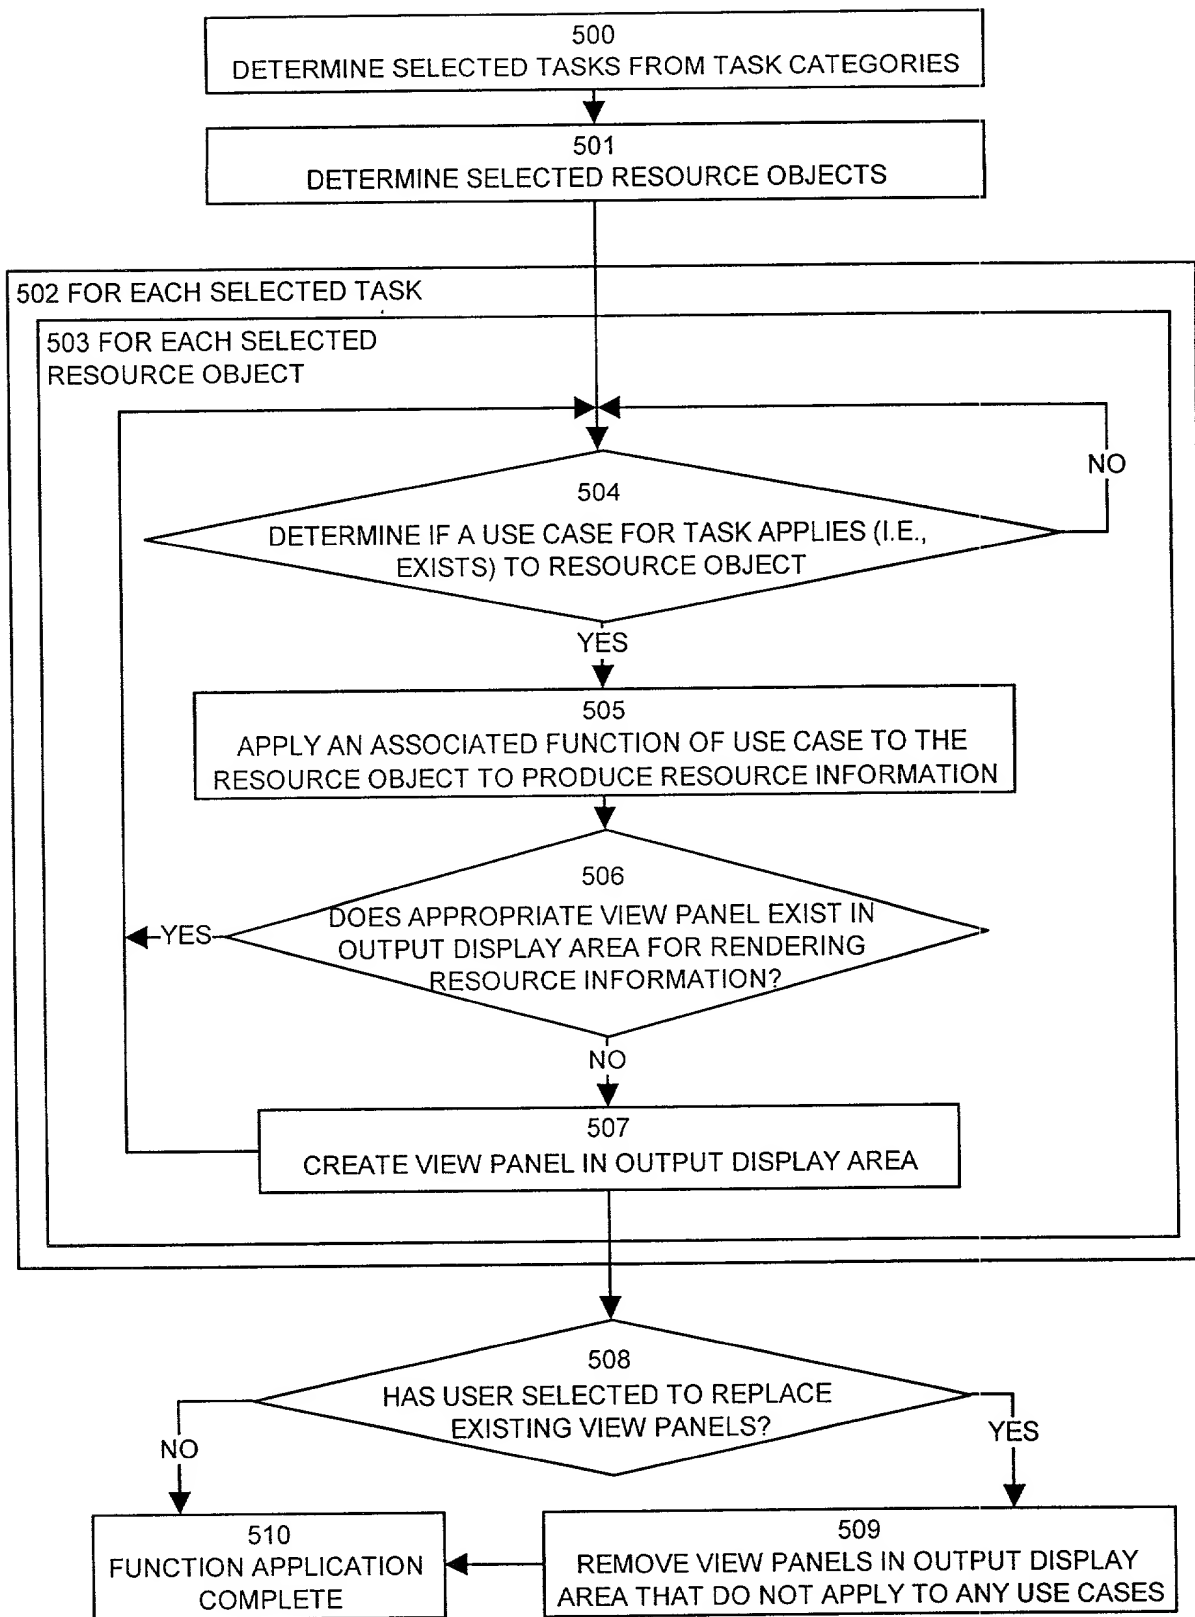 500
DETERMINE SELECTED TASKS FROM TASK CATEGORIES
501
DETERMINE SELECTED RESOURCE OBJECTS
502 FOR EACH SELECTED TASK
503 FOR EACH SELECTED
RESOURCE OBJECT
NO
504
DETERMINE IF A USE CASE FOR TASK APPLIES (I.E.,
EXISTS) TO RESOURCE OBJECT
YES
505
APPLY AN ASSOCIATED FUNCTION OF USE CASE TO THE
RESOURCE OBJECT TO PRODUCE RESOURCE INFORMATION
506
DOES APPROPRIATE VIEW PANEL EXIST IN
OUTPUT DISPLAY AREA FOR RENDERING
RESOURCE INFORMATION?
YES
NO
507
CREATE VIEW PANEL IN OUTPUT DISPLAY AREA
508
HAS USER SELECTED TO REPLACE
EXISTING VIEW PANELS?
NO
YES
510
FUNCTION APPLICATION
COMPLETE
509
REMOVE VIEW PANELS IN OUTPUT DISPLAY
AREA THAT DO NOT APPLY TO ANY USE CASES